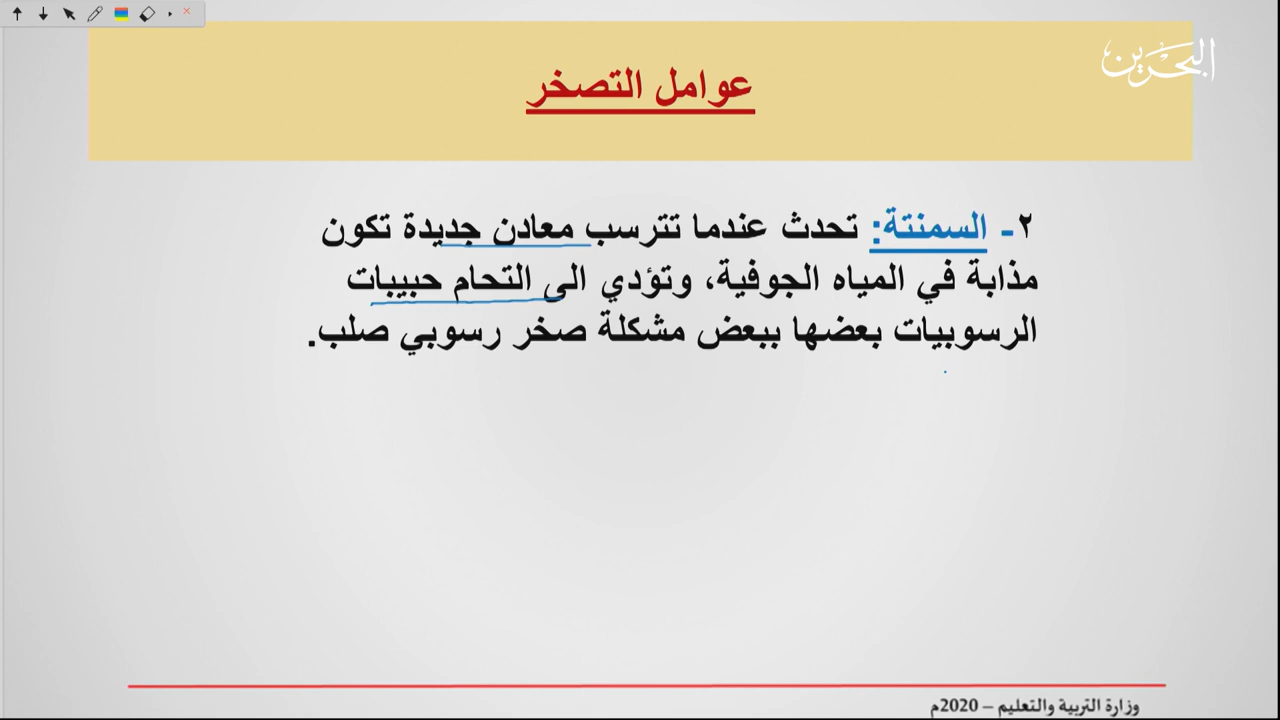 البحرين
عوامل التصخر
٢- السمنتة: تحدث عندما تترسب معادن جديدة تكون
مذابة في المياه الجوفية، وتؤدي الى التحام حبيبات
الرسوبيات بعضها ببعض مشكلة صخر رسوبي صلب.
وزارة التربية والتعليم – 2020م